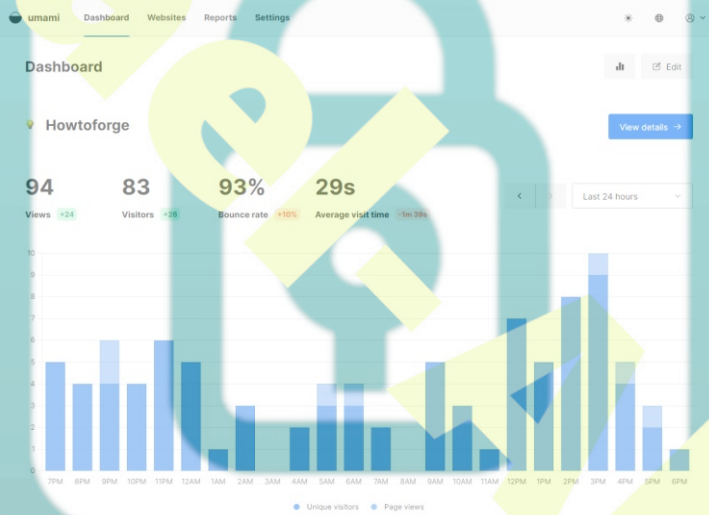 umami Dashboard Websites Reports Settings
Dashboard
Edit
Howtoforge
View details →
94 83 93% 29s
Views +24 Visitors Bounce rate +10% Average visit time
Last 24 hours
10
9
8
7
6
5
4
3
2
1
0
7PM 8PM 9PM 10PM 11PM 12AM 1AM 2AM 3AM 4AM 5AM 6AM 7AM 8AM 9AM 10AM 11AM 12PM 1PM 2PM 3PM 4PM 5PM 6PM
Unique visitors Page views